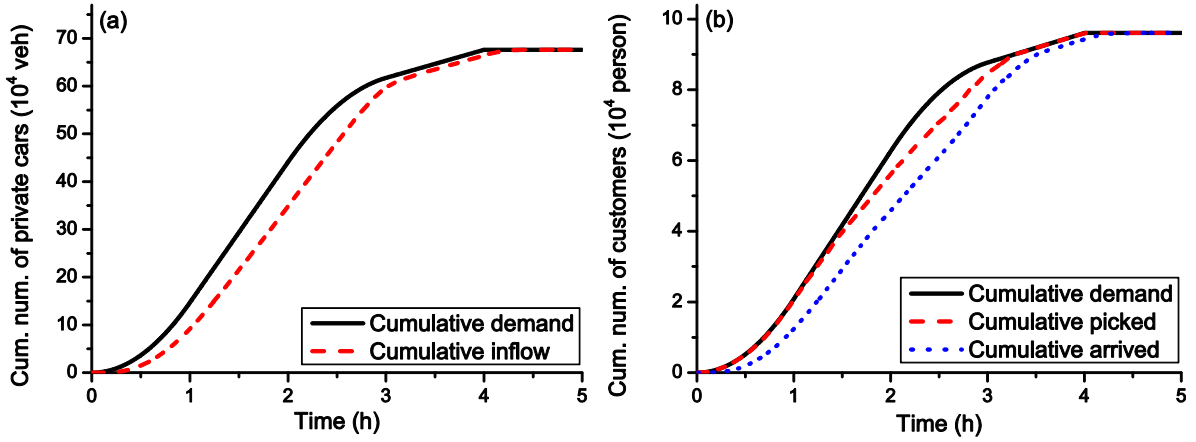 (a)
Cum. num. of private cars (10⁴ veh)
70
60
50
40
30
20
10
0
0 1 2 3 4 5
Time (h)
Cumulative demand
Cumulative inflow
(b)
Cum. num. of customers (10⁴ person)
10
8
6
4
2
0
0 1 2 3 4 5
Time (h)
Cumulative demand
Cumulative picked
Cumulative arrived